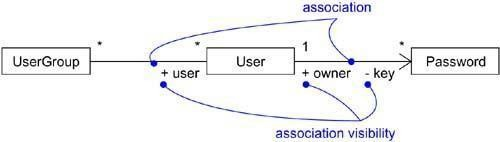 association
* * 1 *
UserGroup User Password
+ user + owner - key
association visibility